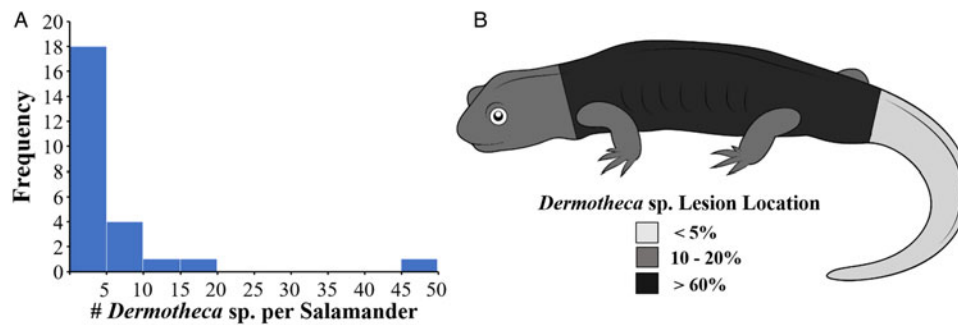 A
20
18
16
14
12
10
8
6
4
2
0
Frequency
5 10 15 20 25 30 35 40 45 50
# Dermotheca sp. per Salamander
B
Dermotheca sp. Lesion Location
< 5%
10 - 20%
> 60%